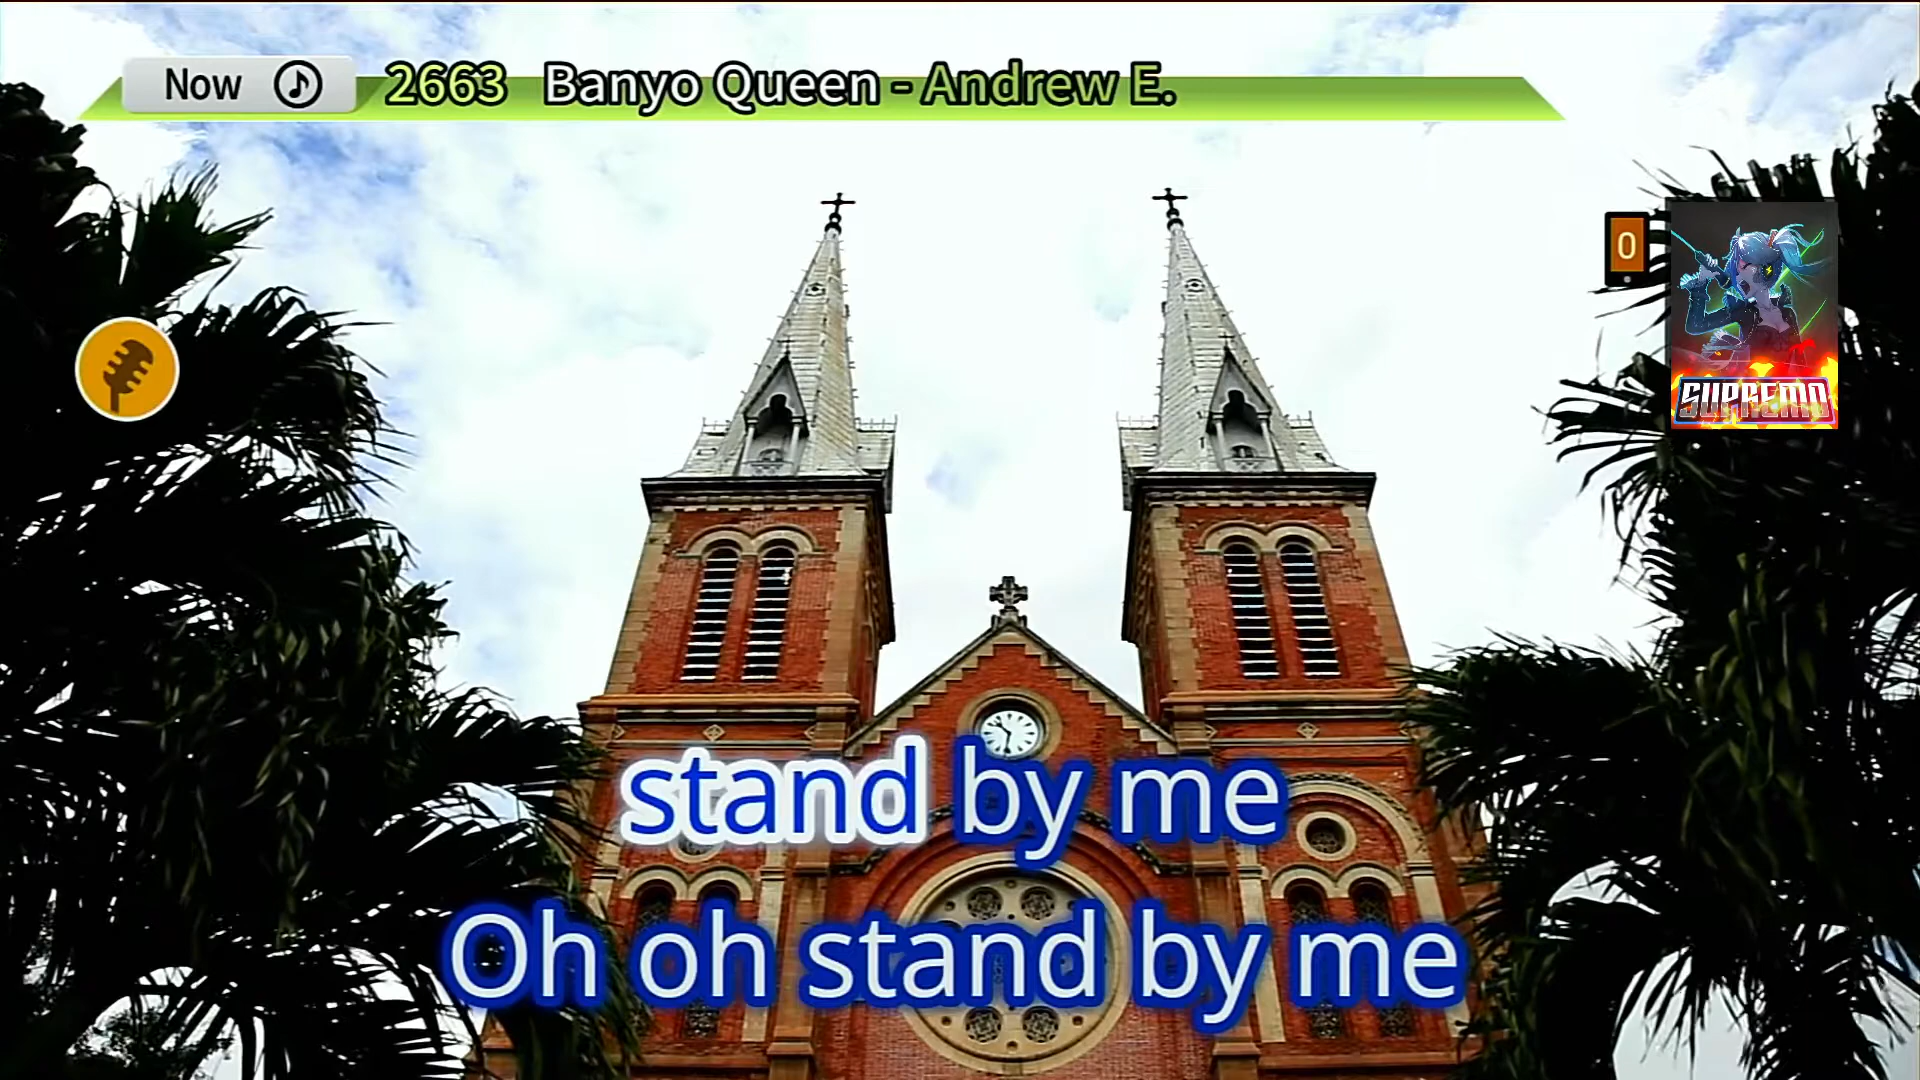 Now 2663 Banyo Queen - Andrew E.
0
SUPREMO
stand by me
Oh oh stand by me